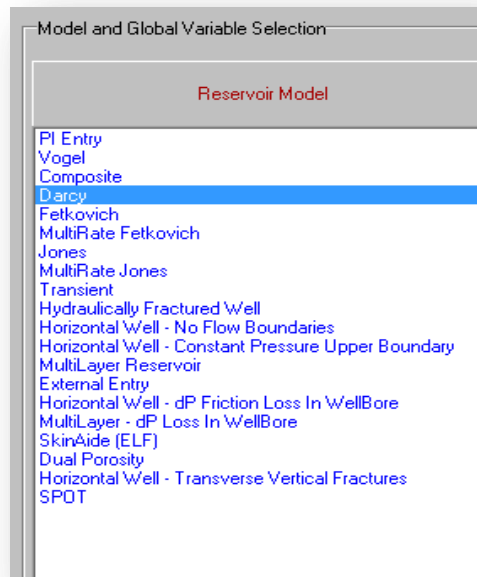 Model and Global Variable Selection
Reservoir Model
PI Entry
Vogel
Composite
Darcy
Fetkovich
MultiRate Fetkovich
Jones
MultiRate Jones
Transient
Hydraulically Fractured Well
Horizontal Well - No Flow Boundaries
Horizontal Well - Constant Pressure Upper Boundary
MultiLayer Reservoir
External Entry
Horizontal Well - dP Friction Loss In WellBore
MultiLayer - dP Loss In WellBore
SkinAide (ELF)
Dual Porosity
Horizontal Well - Transverse Vertical Fractures
SPOT